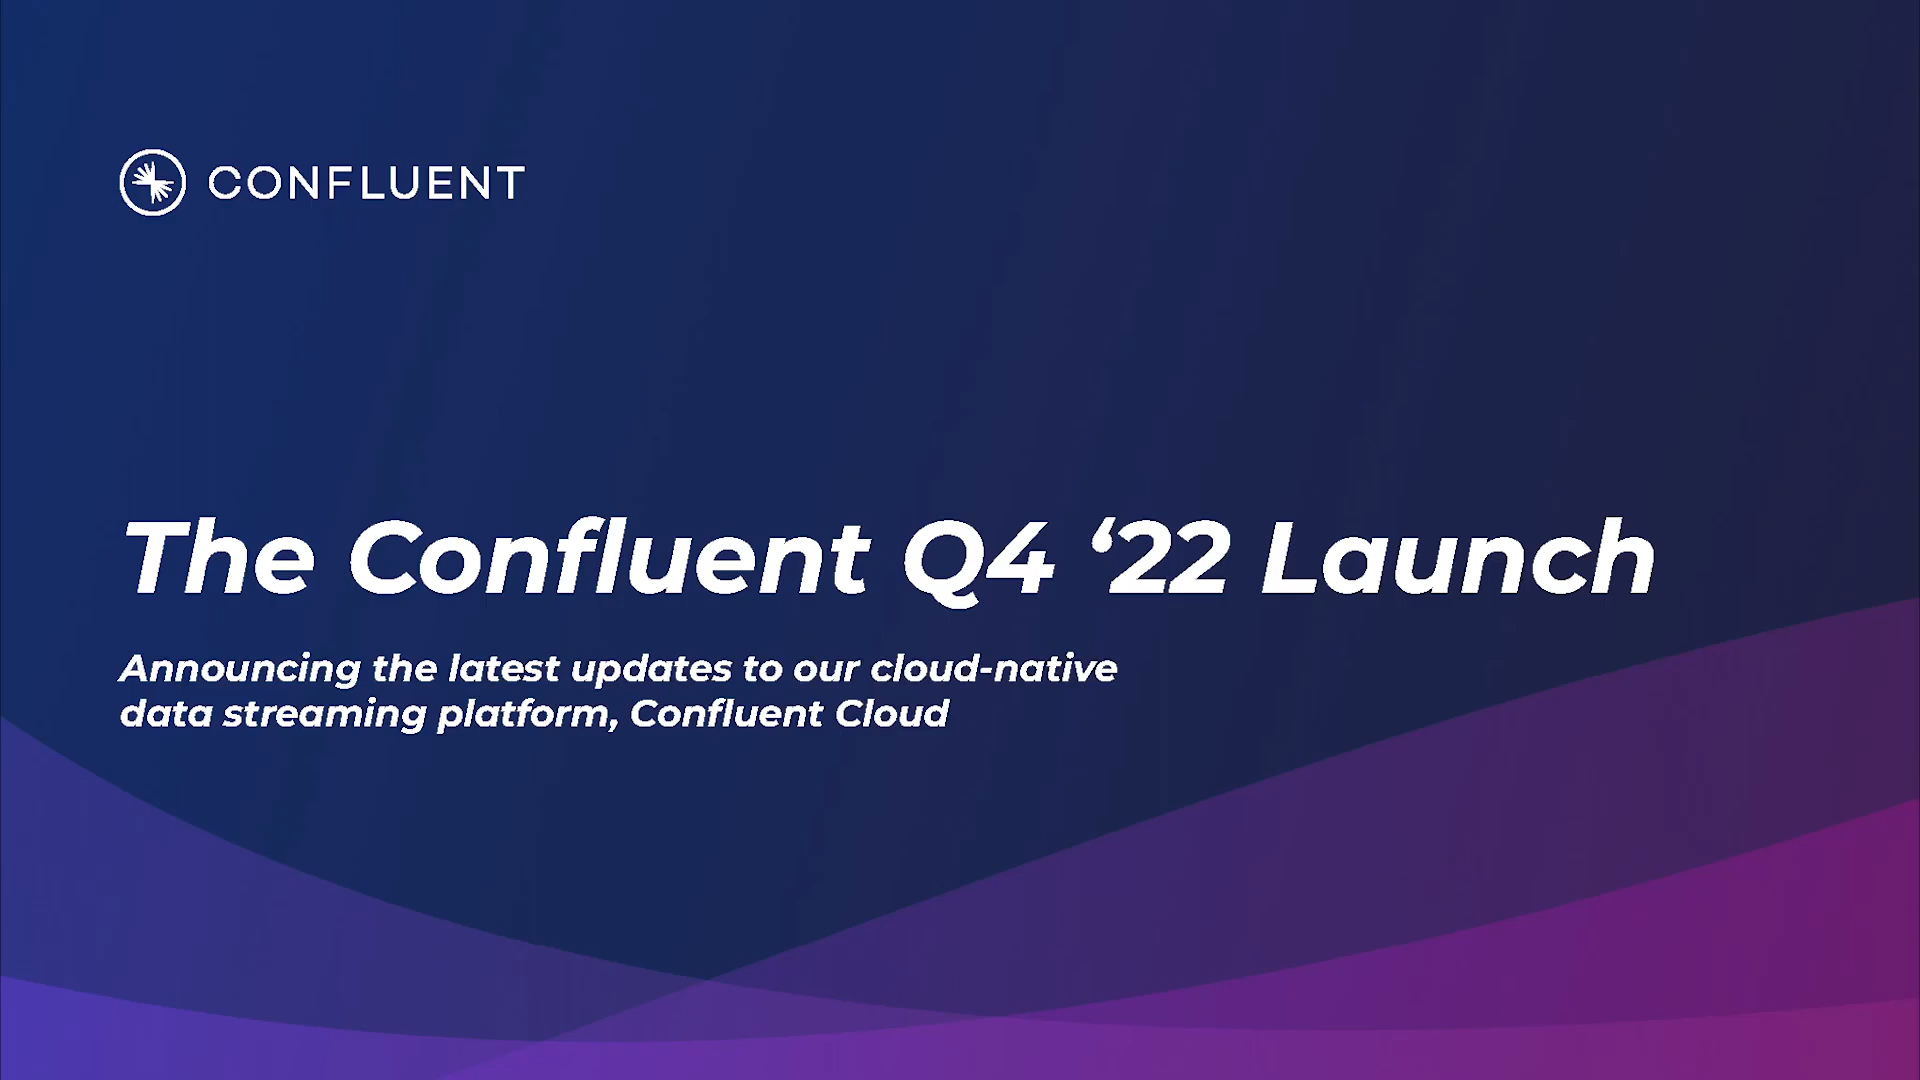 CONFLUENT
The Confluent Q4 ‘22 Launch
Announcing the latest updates to our cloud-native
data streaming platform, Confluent Cloud